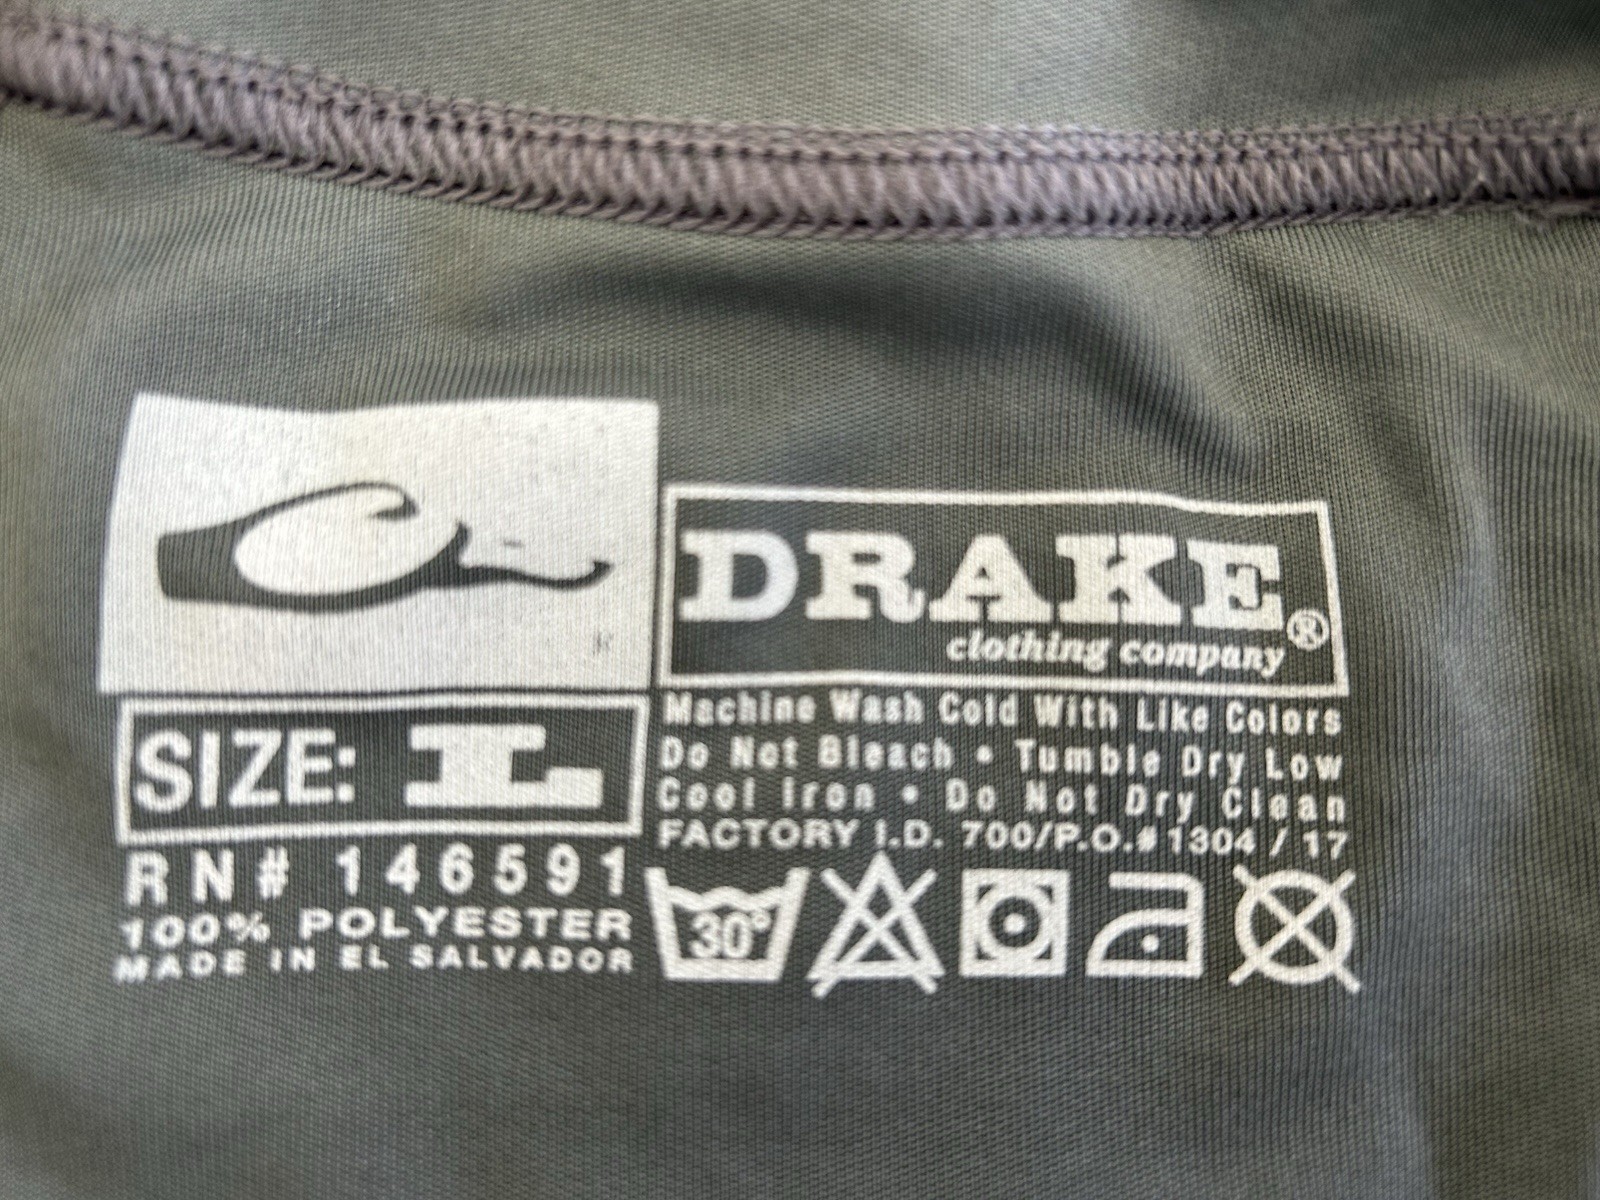 DRAKE®
clothing company
SIZE: L
RN# 146591
100% POLYESTER
MADE IN EL SALVADOR
Machine Wash Cold With Like Colors
Do Not Bleach • Tumble Dry Low
Cool Iron • Do Not Dry Clean
FACTORY I.D. 700/P.O.#1304 / 17
30°